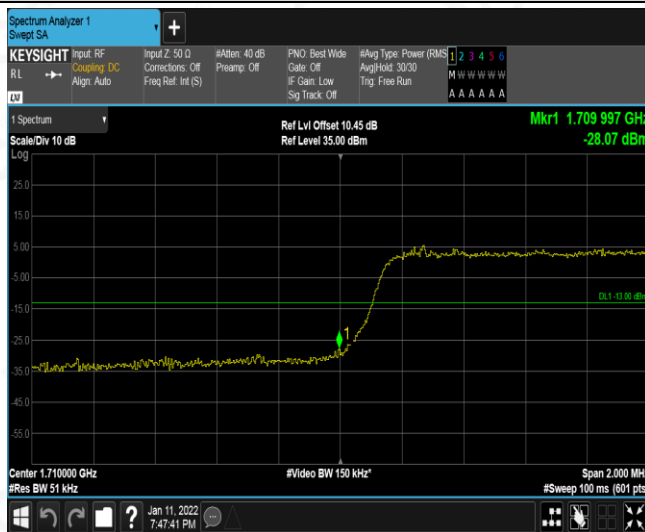 Spectrum Analyzer 1
Swept SA
+
KEYSIGHT
RL
LXI
Input: RF
Coupling: DC
Align: Auto
Input Z: 50 Ω
Corrections: Off
Freq Ref: Int (S)
#Atten: 40 dB
Preamp: Off
PNO: Best Wide
Gate: Off
IF Gain: Low
Sig Track: Off
#Avg Type: Power (RMS
Avg|Hold: 30/30
Trig: Free Run
1 2 3 4 5 6
M W W W W W
A A A A A A
1 Spectrum
Scale/Div 10 dB
Log
Ref Lvl Offset 10.45 dB
Ref Level 35.00 dBm
Mkr1 1.709 997 GHz
-28.07 dBm
25.0
15.0
5.00
-5.00
-15.0
-25.0
-35.0
-45.0
-55.0
DL1 -13.00 dBm
1
Center 1.710000 GHz
#Res BW 51 kHz
#Video BW 150 kHz*
Span 2.000 MHz
#Sweep 100 ms (601 pts
?
Jan 11, 2022
7:47:41 PM